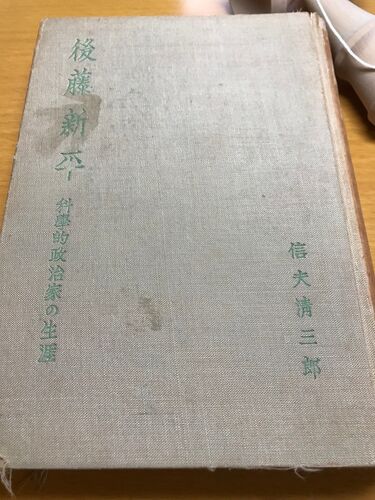 後藤新平
科學的政治家の生涯
信夫清三郎